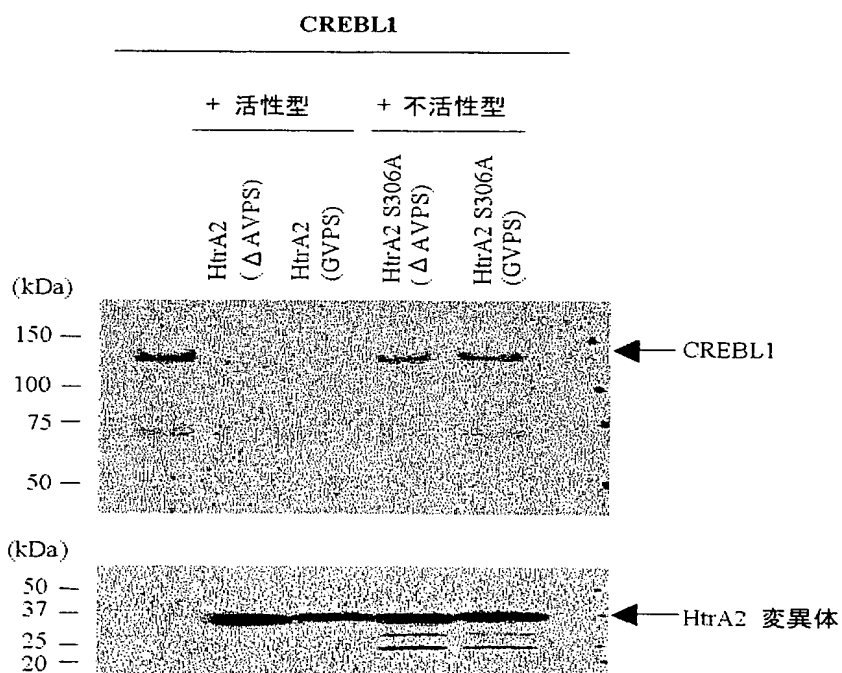 CREBL1
+ 活性型
+ 不活性型
HtrA2
(ΔAVPS)
HtrA2
(GVPS)
HtrA2 S306A
(ΔAVPS)
HtrA2 S306A
(GVPS)
(kDa)
150
100
75
50
CREBL1
(kDa)
50
37
25
20
HtrA2 変異体